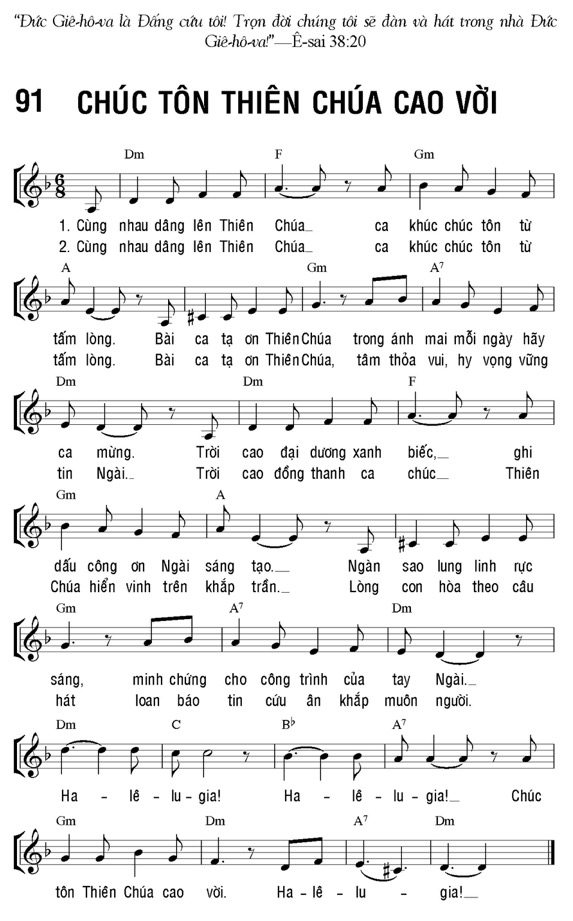 “Đức Giê-hô-va là Đấng cứu tôi! Trọn đời chúng tôi sẽ đàn và hát trong nhà Đức
Giê-hô-va!”—Ê-sai 38:20
91 CHÚC TÔN THIÊN CHÚA CAO VỜI
Dm F Gm
6/8
1. Cùng nhau dâng lên Thiên Chúa ca khúc chúc tôn từ
2. Cùng nhau dâng lên Thiên Chúa ca khúc chúc tôn từ
A Gm A7
tấm lòng. Bài ca tạ ơn Thiên Chúa trong ánh mai mỗi ngày hãy
tấm lòng. Bài ca tạ ơn Thiên Chúa, tâm thỏa vui, hy vọng vững
Dm Dm F
ca mừng. Trời cao đại dương xanh biếc, ghi
tin Ngài. Trời cao đồng thanh ca chúc Thiên
Gm A
dấu công ơn Ngài sáng tạo. Ngàn sao lung linh rực
Chúa hiển vinh trên khắp trần. Lòng con hòa theo câu
Gm A7 Dm
sáng, minh chứng cho công trình của tay Ngài.
hát loan báo tin cứu ân khắp muôn người.
Dm C Bb A7
Ha - lê - lu - gia! Ha - lê - lu - gia! Chúc
Gm Dm A7 Dm
tôn Thiên Chúa cao vời. Ha - lê - lu - gia!